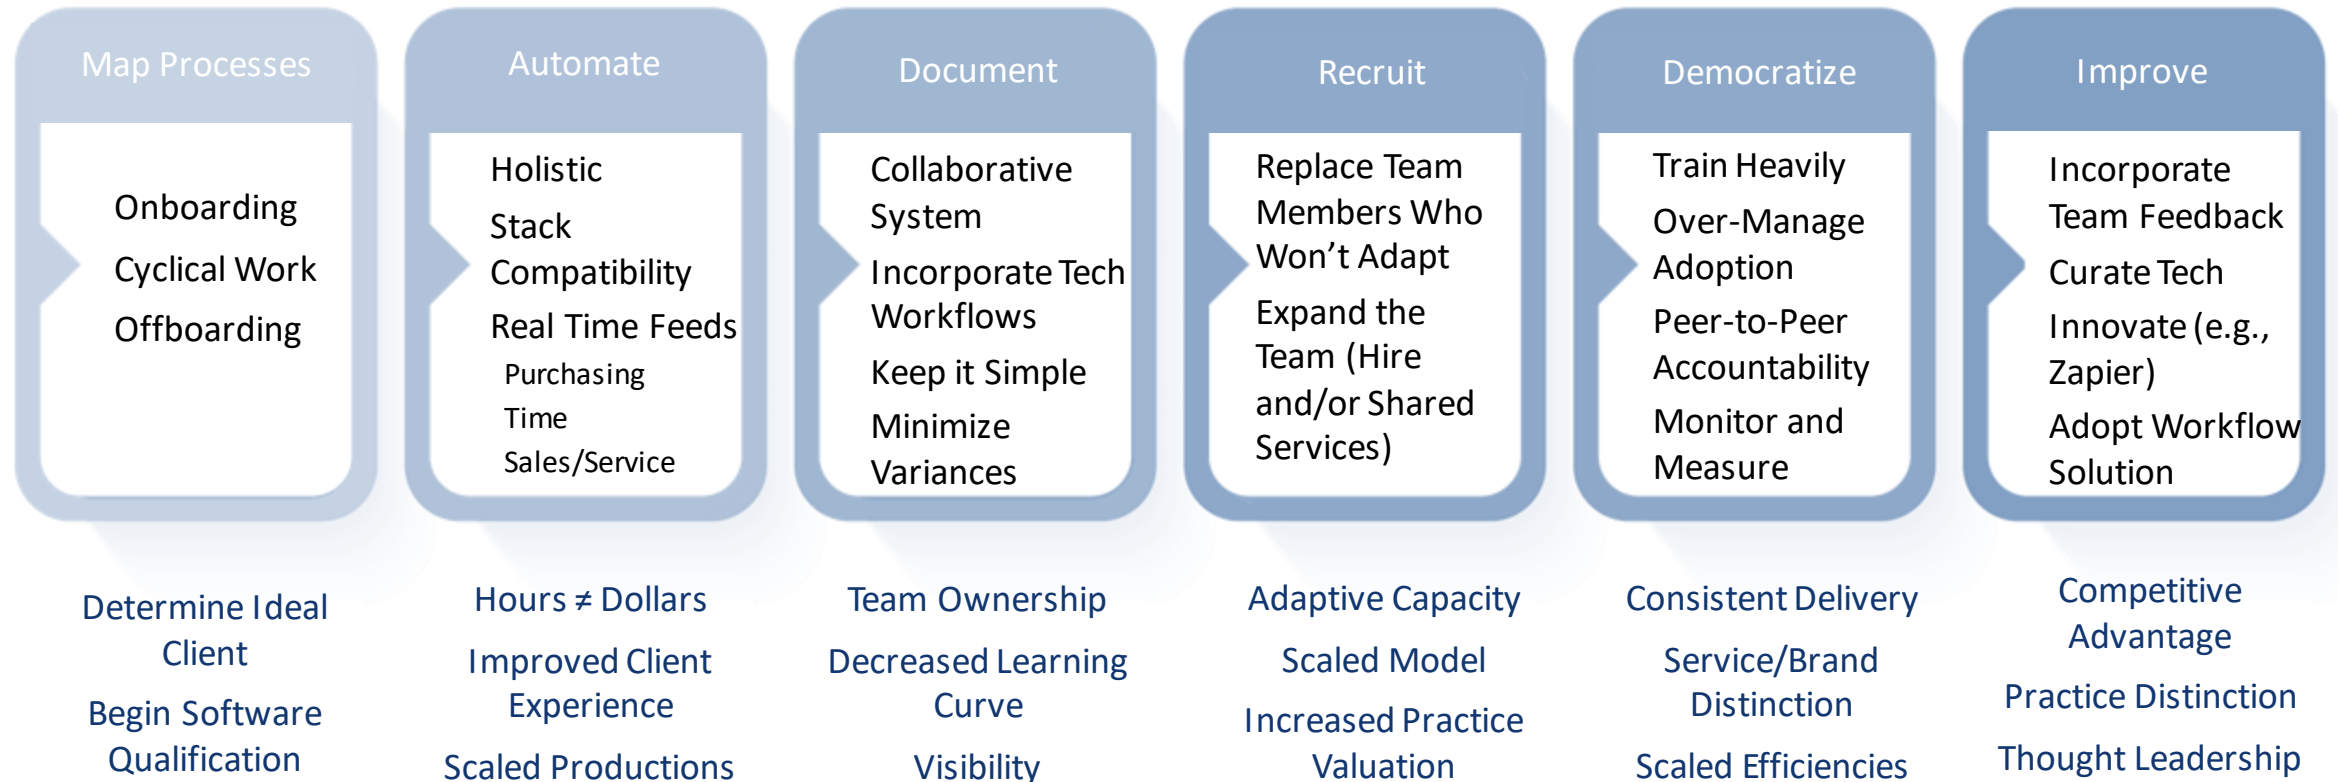 Map Processes
Onboarding
Cyclical Work
Offboarding
Determine Ideal
Client
Begin Software
Qualification
Automate
Holistic
Stack
Compatibility
Real Time Feeds
Purchasing
Time
Sales/Service
Hours ≠ Dollars
Improved Client
Experience
Scaled Productions
Document
Collaborative
System
Incorporate Tech
Workflows
Keep it Simple
Minimize
Variances
Team Ownership
Decreased Learning
Curve
Visibility
Recruit
Replace Team
Members Who
Won’t Adapt
Expand the
Team (Hire
and/or Shared
Services)
Adaptive Capacity
Scaled Model
Increased Practice
Valuation
Democratize
Train Heavily
Over-Manage
Adoption
Peer-to-Peer
Accountability
Monitor and
Measure
Consistent Delivery
Service/Brand
Distinction
Scaled Efficiencies
Improve
Incorporate
Team Feedback
Curate Tech
Innovate (e.g.,
Zapier)
Adopt Workflow
Solution
Competitive
Advantage
Practice Distinction
Thought Leadership